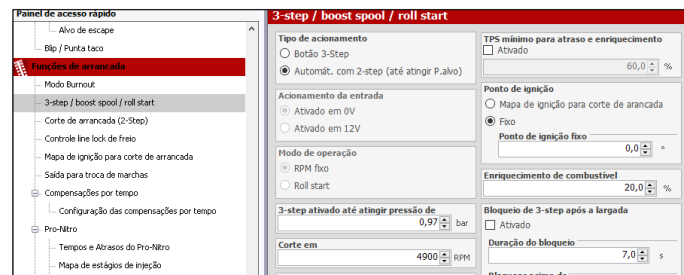 Painel de acesso rápido
Alvo de escape
Blip / Punta taco
Funções de arrancada
Modo Burnout
3-step / boost spool / roll start
Corte de arrancada (2-Step)
Controle line lock de freio
Mapa de ignição para corte de arrancada
Saída para troca de marchas
Compensações por tempo
Configuração das compensações por tempo
Pro-Nitro
Tempos e Atrasos do Pro-Nitro
Mapa de estágios de injeção
3-step / boost spool / roll start
Tipo de acionamento
Botão 3-Step
Automát. com 2-step (até atingir P.alvo)
Acionamento da entrada
Ativado em 0V
Ativado em 12V
Modo de operação
RPM fixo
Roll start
3-step ativado até atingir pressão de
0,97 bar
Corte em
4900 RPM
TPS mínimo para atraso e enriquecimento
Ativado
60,0 %
Ponto de ignição
Mapa de ignição para corte de arancada
Fixo
Ponto de ignição fixo
0,0 °
Enriquecimento de combustível
20,0 %
Bloqueio de 3-step após a largada
Ativado
Duração do bloqueio
7,0 s